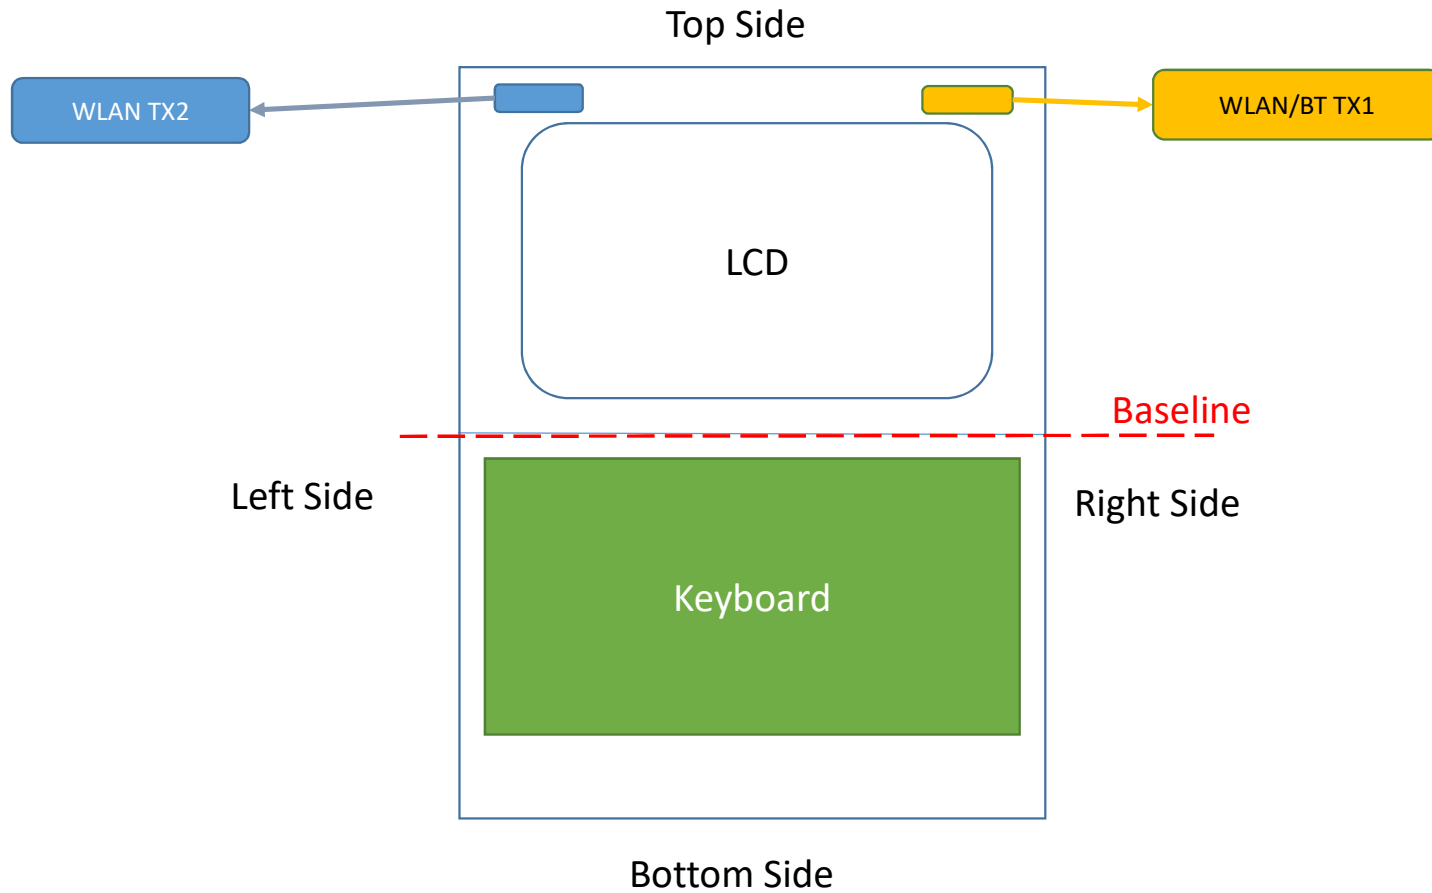 Top Side
WLAN TX2
WLAN/BT TX1
LCD
Baseline
Left Side
Right Side
Keyboard
Bottom Side